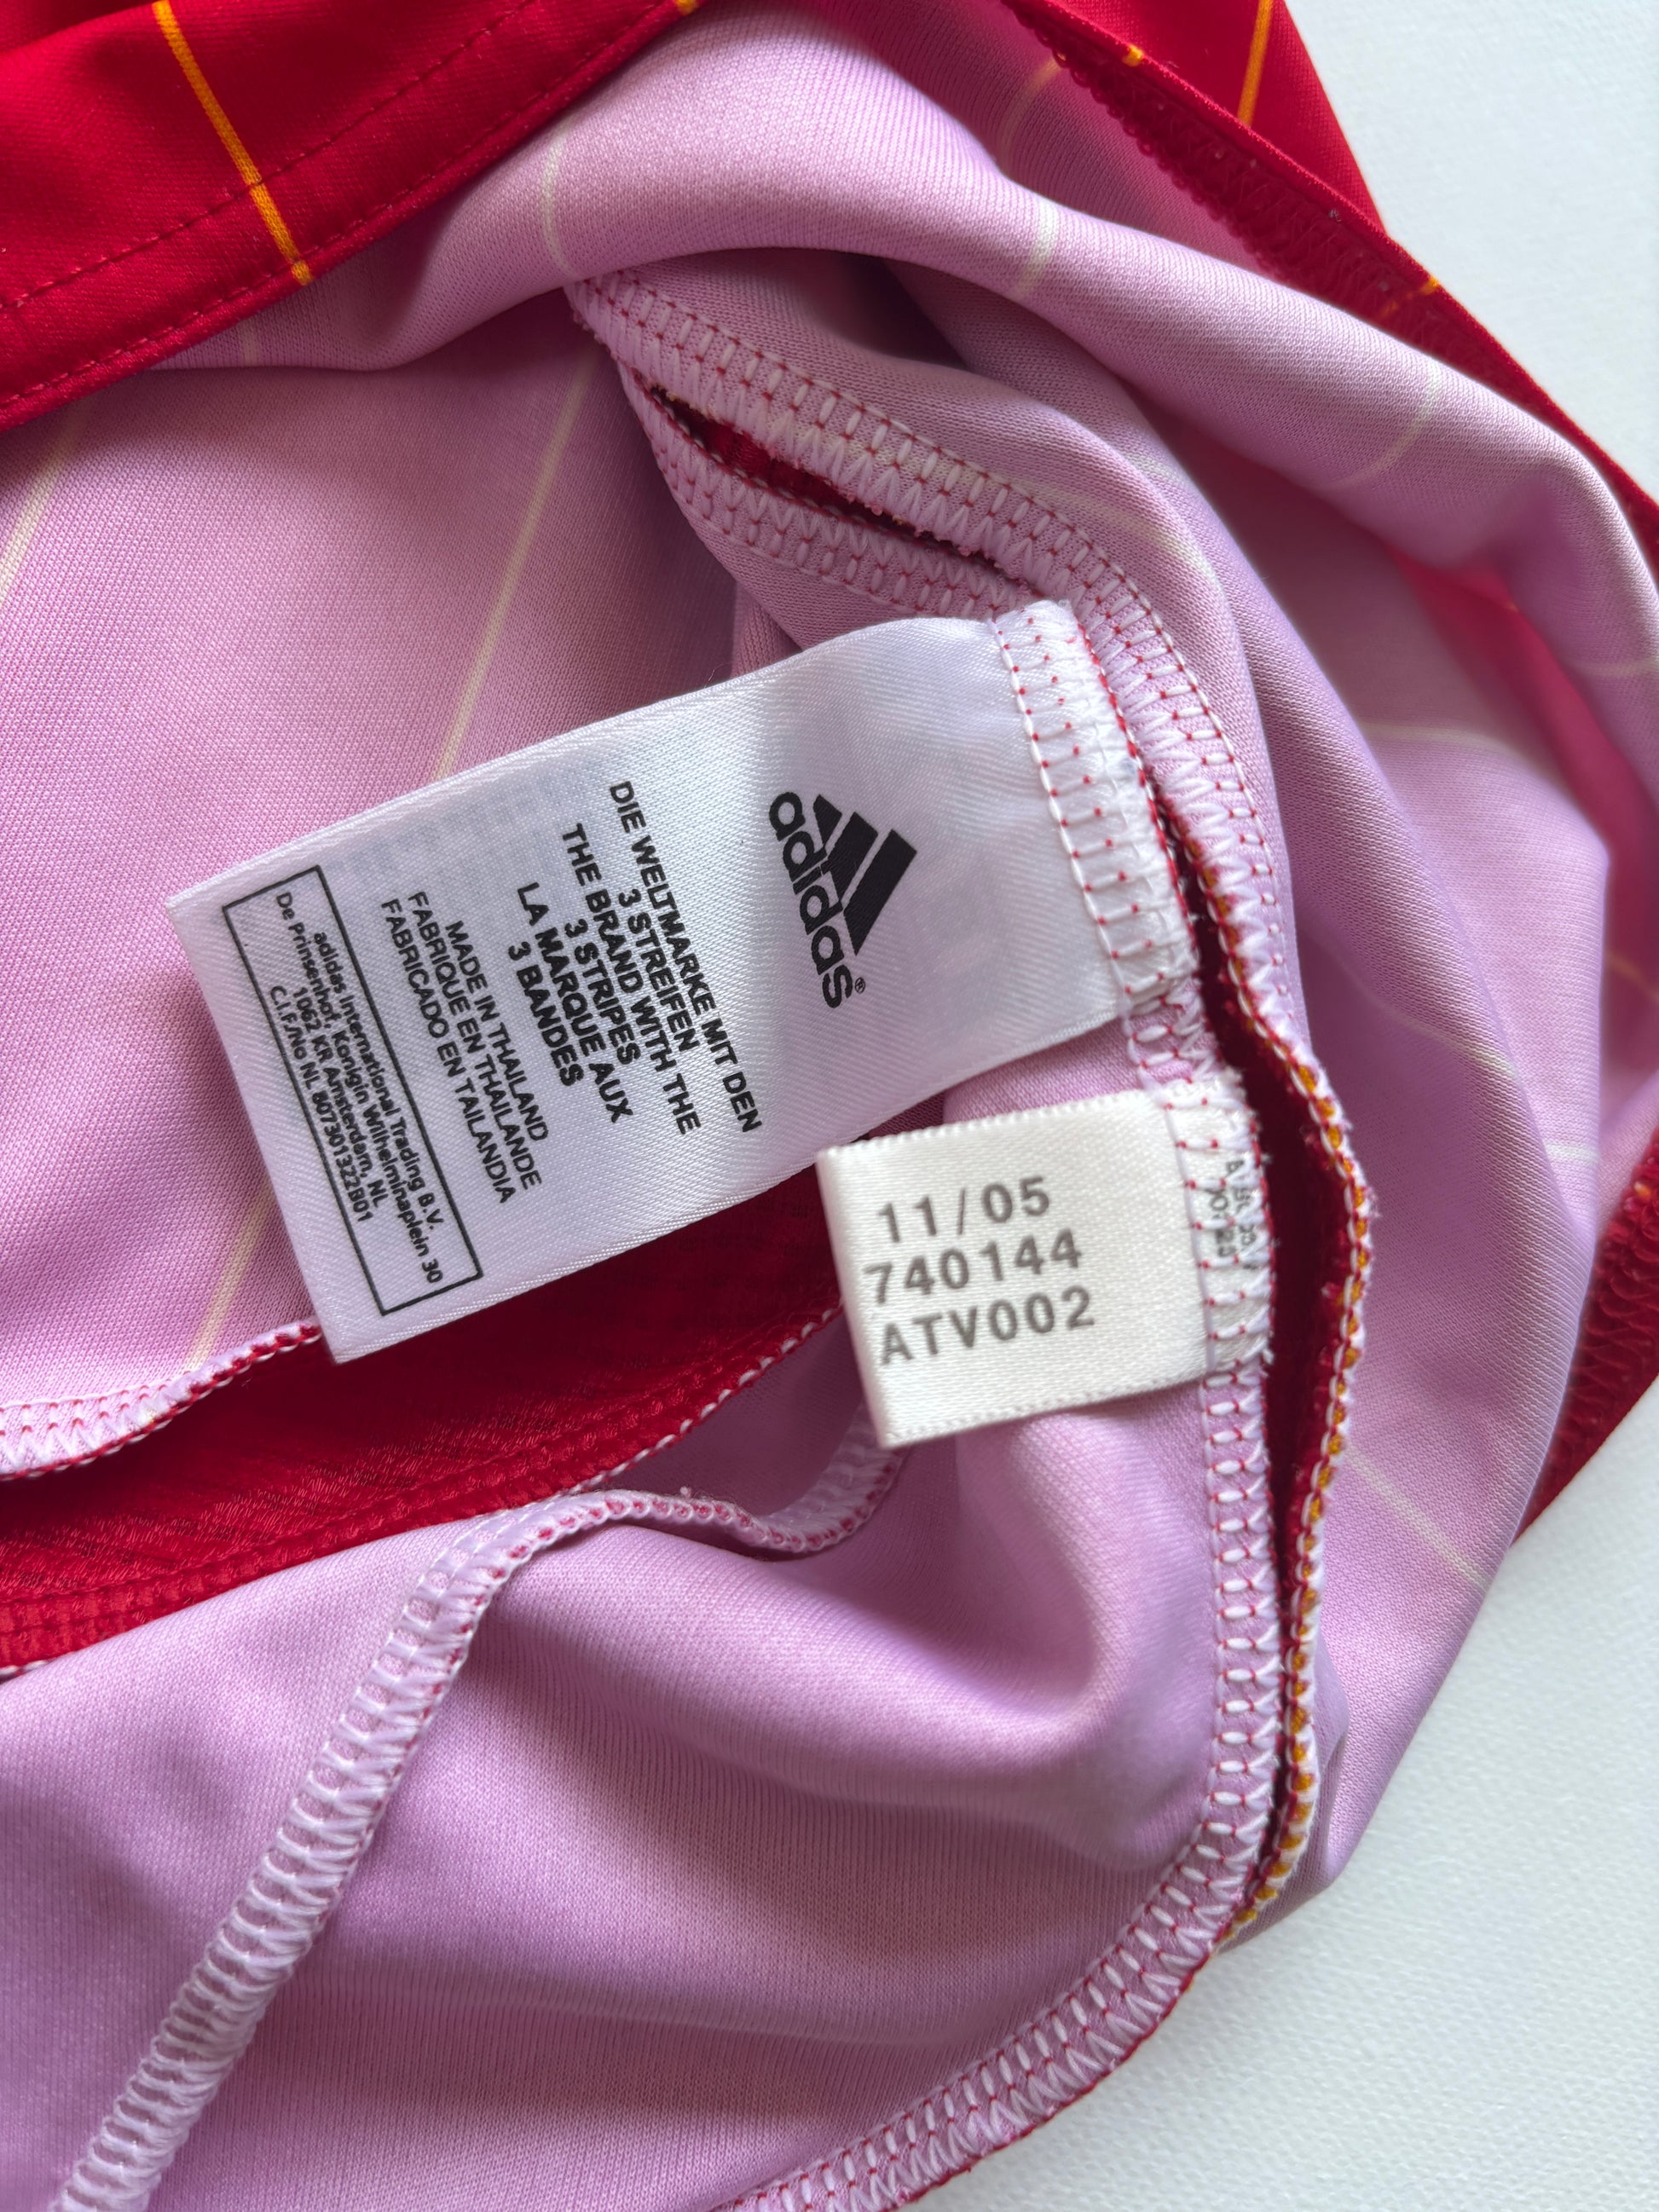 adidas®
DIE WELTMARKE MIT DEN
3 STREIFEN
THE BRAND WITH THE
3 STRIPES
LA MARQUE AUX
3 BANDES
MADE IN THAILAND
FABRIQUE EN THAILANDE
FABRICADO EN TAILANDIA
adidas International Trading B.V.
De Prinsenhof, Konigin Wilhelminaplein 30
1062 KR Amsterdam, NL
C.I.F./No NL 807301322B01
11/05
740144
ATV002